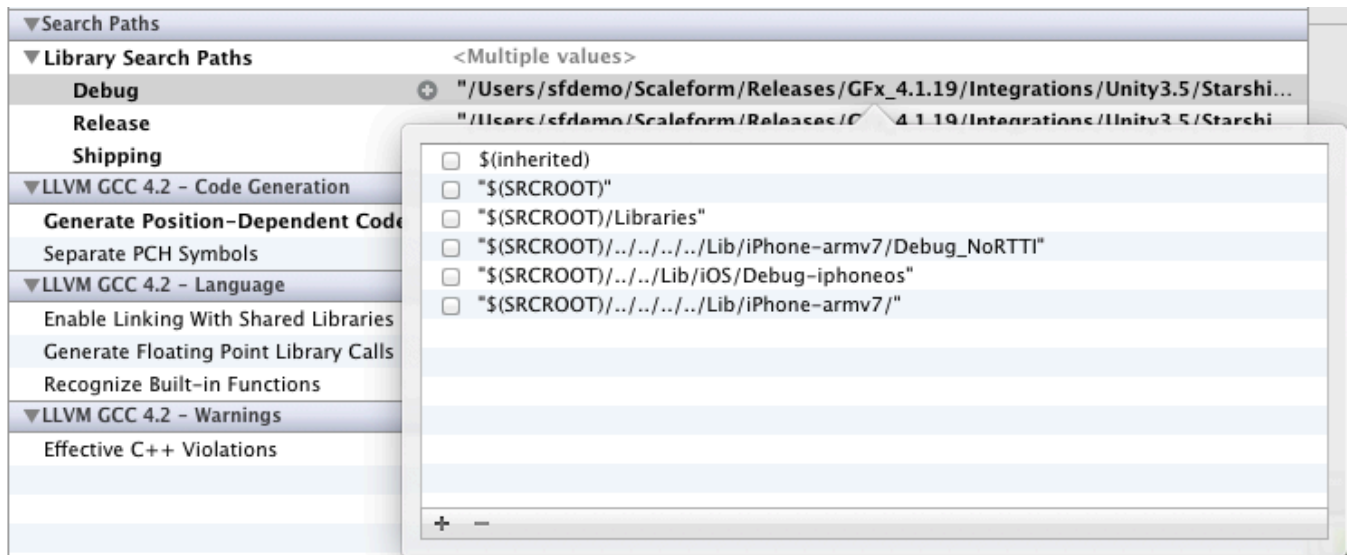 Search Paths
Library Search Paths <Multiple values>
Debug "/Users/sfdemo/Scaleform/Releases/GFx_4.1.19/Integrations/Unity3.5/Starshi...
Release "/Users/sfdemo/Scaleform/Releases/ 4.1.19/Integrations/Unity3.5/Starshi
Shipping
$(inherited)
"$(SRCROOT)"
"$(SRCROOT)/Libraries"
"$(SRCROOT)/../../../../Lib/iPhone-armv7/Debug_NoRTTI"
"$(SRCROOT)/../../Lib/iOS/Debug-iphoneos"
"$(SRCROOT)/../../../../Lib/iPhone-armv7/"
LLVM GCC 4.2 - Code Generation
Generate Position-Dependent Code
Separate PCH Symbols
LLVM GCC 4.2 - Language
Enable Linking With Shared Libraries
Generate Floating Point Library Calls
Recognize Built-in Functions
LLVM GCC 4.2 - Warnings
Effective C++ Violations